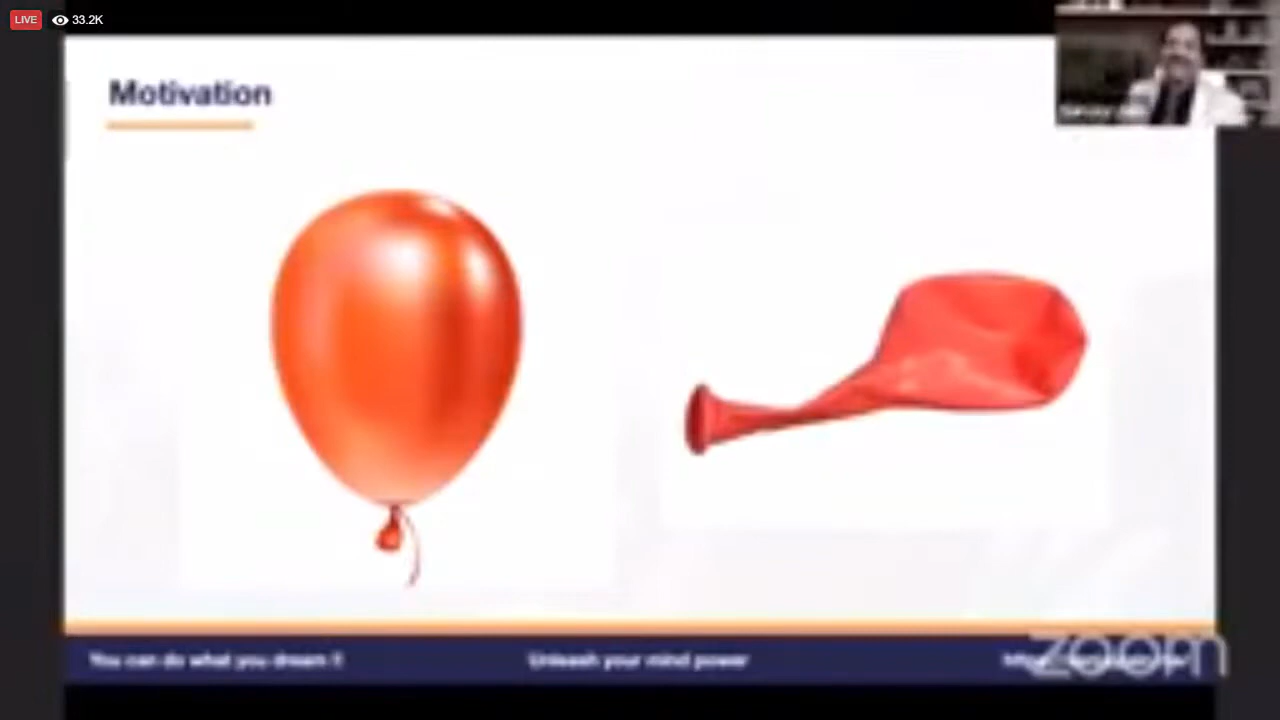 LIVE 33.2K
Motivation
You can do what you dream !!
Unleash your mind power
zoom